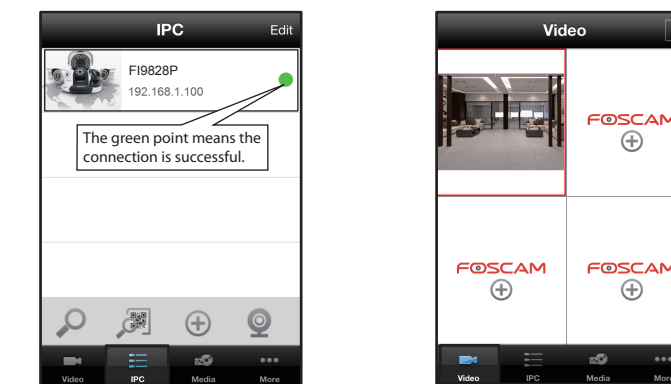 IPC
Edit
FI9828P
192.168.1.100
The green point means the
connection is successful.
Video
IPC
Media
More
Video
FOSCAM
FOSCAM
FOSCAM
Video
IPC
Media
More